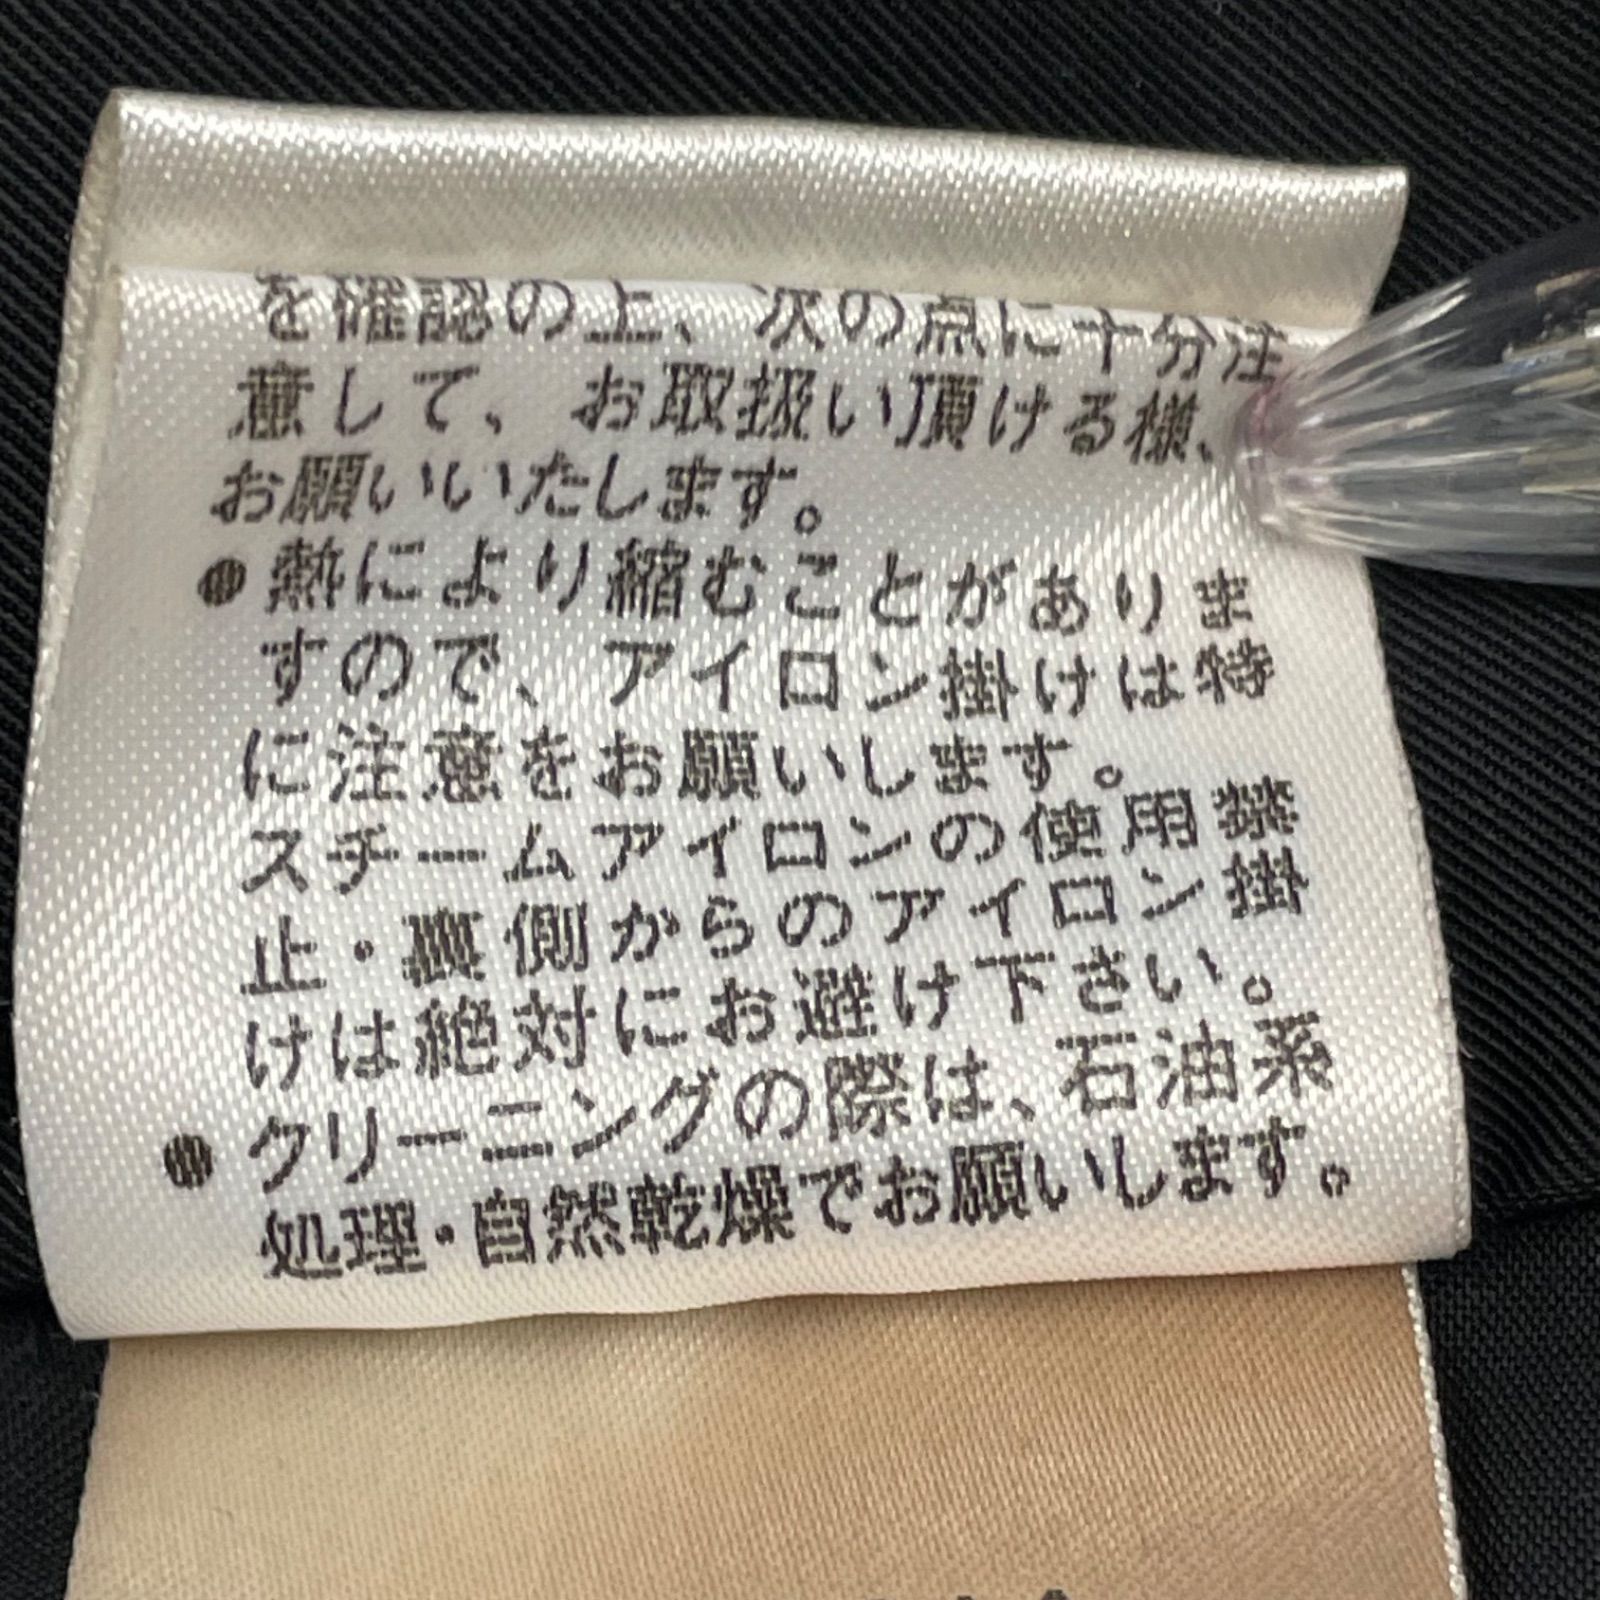 を確認の上、次の点に十分注
意して、お取扱い頂ける様、
お願いいたします。
●熱により縮むことがありま
すので、アイロン掛けは特
に注意をお願いします。
スチームアイロンの使用禁
止・裏側からのアイロン掛
けは絶対にお避け下さい。
●クリーニングの際は、石油系
処理・自然乾燥でお願いします。